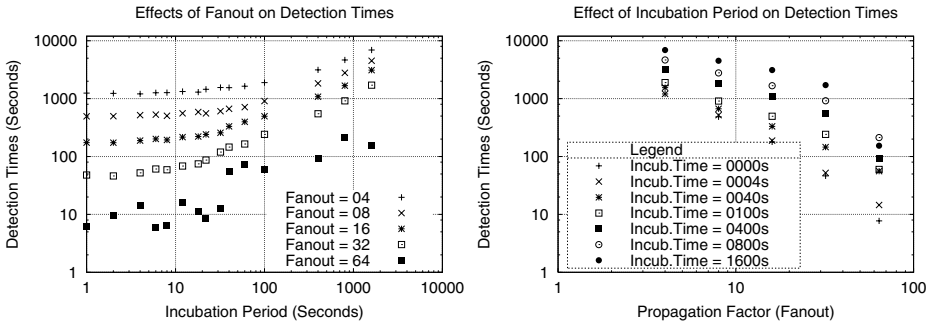 Effects of Fanout on Detection Times
Detection Times (Seconds)
10000
1000
100
10
1
1 10 100 1000 10000
Incubation Period (Seconds)
Fanout = 04
Fanout = 08
Fanout = 16
Fanout = 32
Fanout = 64
Effect of Incubation Period on Detection Times
Detection Times (Seconds)
10000
1000
100
10
1
1 10 100
Propagation Factor (Fanout)
Legend
Incub.Time = 0000s
Incub.Time = 0004s
Incub.Time = 0040s
Incub.Time = 0100s
Incub.Time = 0400s
Incub.Time = 0800s
Incub.Time = 1600s